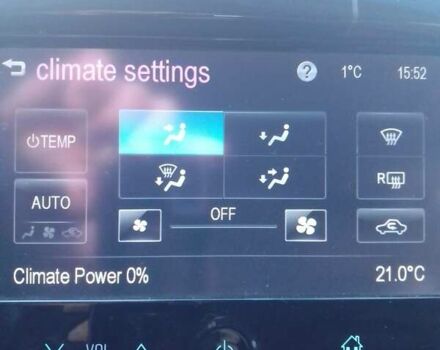 climate settings ? 1°C 15:52
TEMP
AUTO
R
OFF
Climate Power 0% 21.0°C
VOL